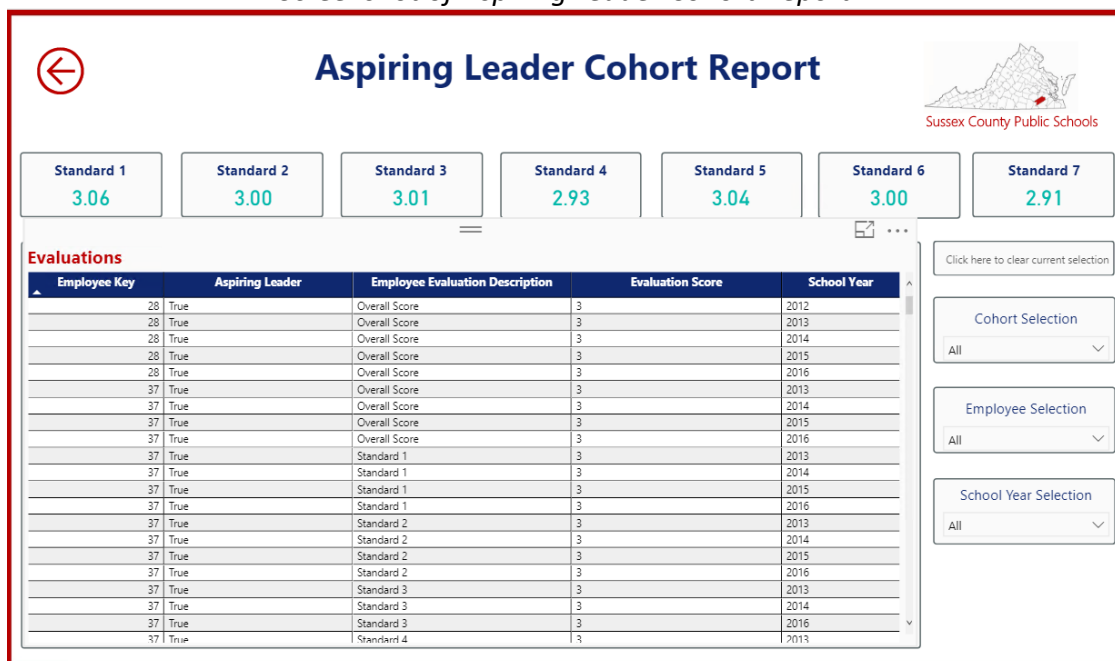 Aspiring Leader Cohort Report
Sussex County Public Schools
Standard 1
3.06
Standard 2
3.00
Standard 3
3.01
Standard 4
2.93
Standard 5
3.04
Standard 6
3.00
Standard 7
2.91
Evaluations
Employee Key Aspiring Leader Employee Evaluation Description Evaluation Score School Year
28 True Overall Score 3 2012
28 True Overall Score 3 2013
28 True Overall Score 3 2014
28 True Overall Score 3 2015
28 True Overall Score 3 2016
37 True Overall Score 3 2013
37 True Overall Score 3 2014
37 True Overall Score 3 2015
37 True Overall Score 3 2016
37 True Standard 1 3 2013
37 True Standard 1 3 2014
37 True Standard 1 3 2015
37 True Standard 1 3 2016
37 True Standard 2 3 2013
37 True Standard 2 3 2014
37 True Standard 2 3 2015
37 True Standard 2 3 2016
37 True Standard 3 3 2013
37 True Standard 3 3 2014
37 True Standard 3 3 2016
37 True Standard 4 3 2013
Click here to clear current selection
Cohort Selection
All
Employee Selection
All
School Year Selection
All